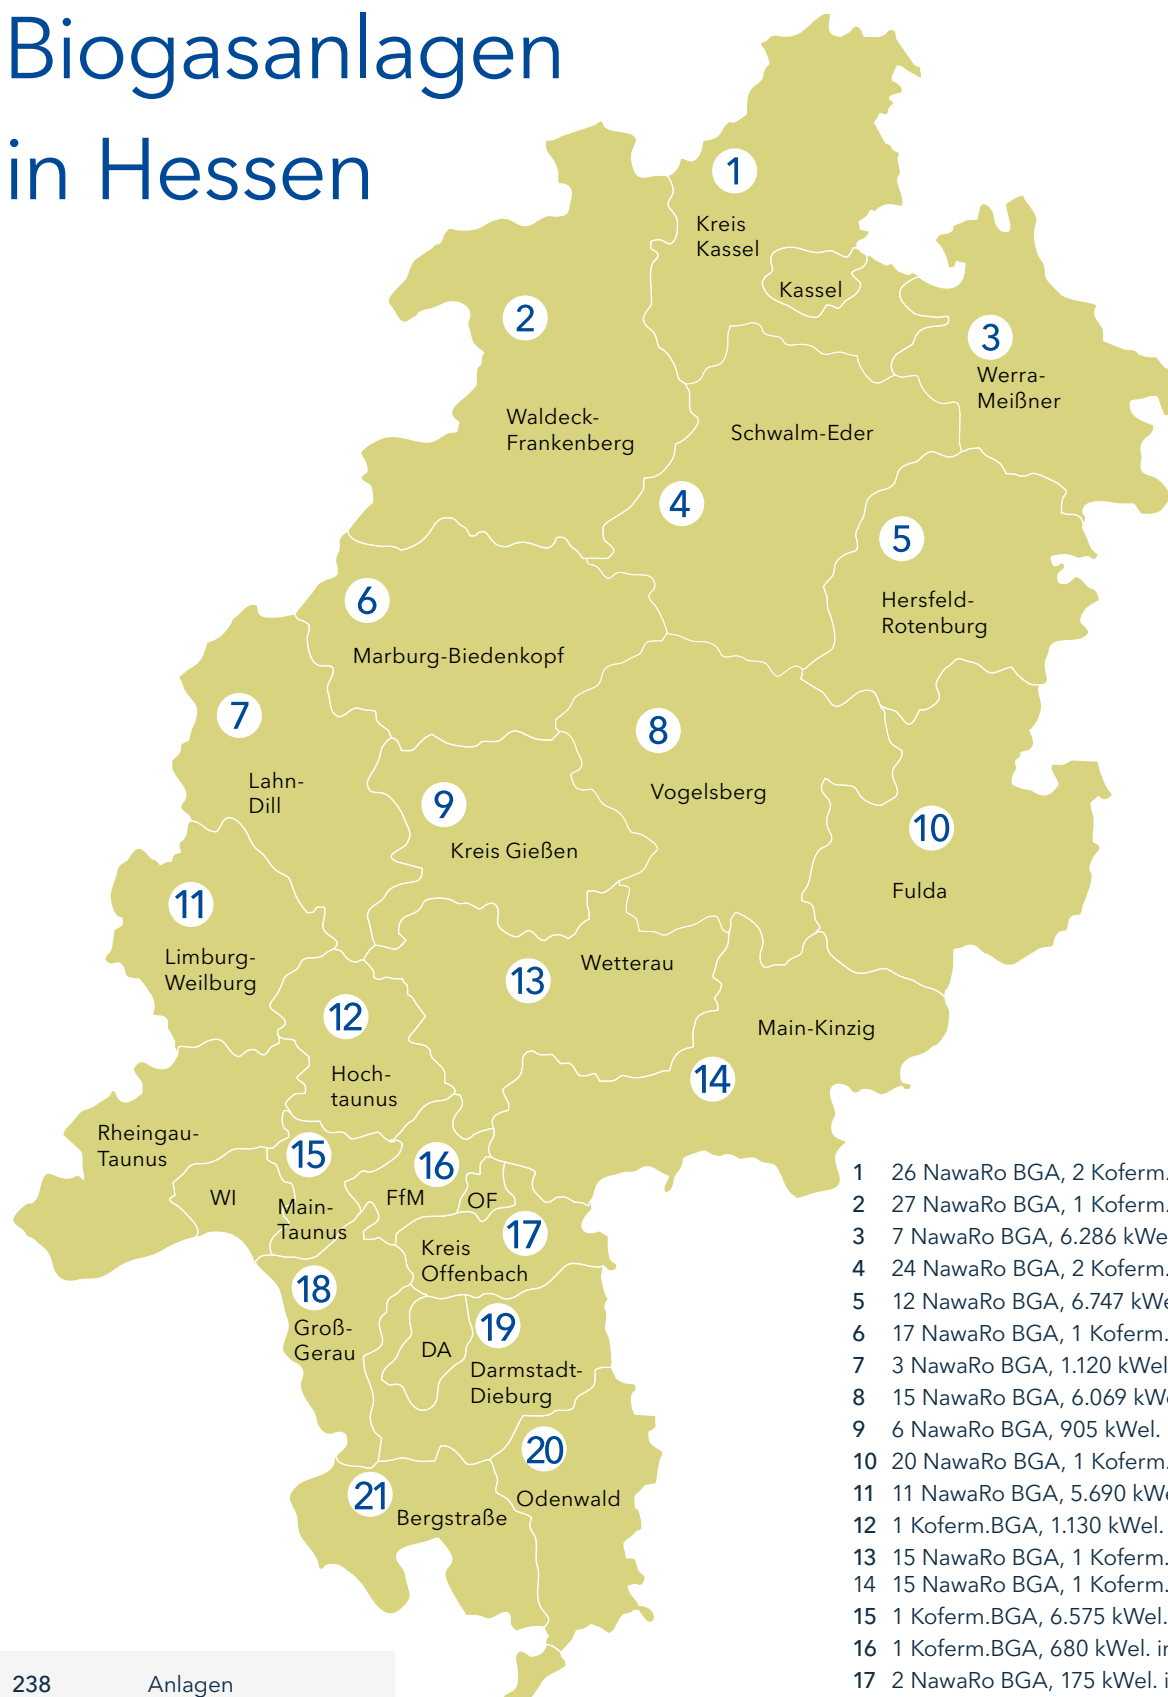 Biogasanlagen
in Hessen
1
Kreis
Kassel
Kassel
2
Waldeck-
Frankenberg
3
Werra-
Meißner
Schwalm-Eder
4
5
Hersfeld-
Rotenburg
6
Marburg-Biedenkopf
7
Lahn-
Dill
8
Vogelsberg
9
Kreis Gießen
10
Fulda
11
Limburg-
Weilburg
12
Hoch-
taunus
13
Wetterau
Main-Kinzig
14
Rheingau-
Taunus
WI
15
Main-
Taunus
16
FfM
OF
17
Kreis
Offenbach
18
Groß-
Gerau
DA
19
Darmstadt-
Dieburg
20
Odenwald
21
Bergstraße
1 26 NawaRo BGA, 2 Koferm.
2 27 NawaRo BGA, 1 Koferm.
3 7 NawaRo BGA, 6.286 kWe
4 24 NawaRo BGA, 2 Koferm.
5 12 NawaRo BGA, 6.747 kWe
6 17 NawaRo BGA, 1 Koferm.
7 3 NawaRo BGA, 1.120 kWel
8 15 NawaRo BGA, 6.069 kWe
9 6 NawaRo BGA, 905 kWel.
10 20 NawaRo BGA, 1 Koferm.
11 11 NawaRo BGA, 5.690 kWe
12 1 Koferm.BGA, 1.130 kWel.
13 15 NawaRo BGA, 1 Koferm.
14 15 NawaRo BGA, 1 Koferm.
15 1 Koferm.BGA, 6.575 kWel.
16 1 Koferm.BGA, 680 kWel. in
17 2 NawaRo BGA, 175 kWel. i
238 Anlagen